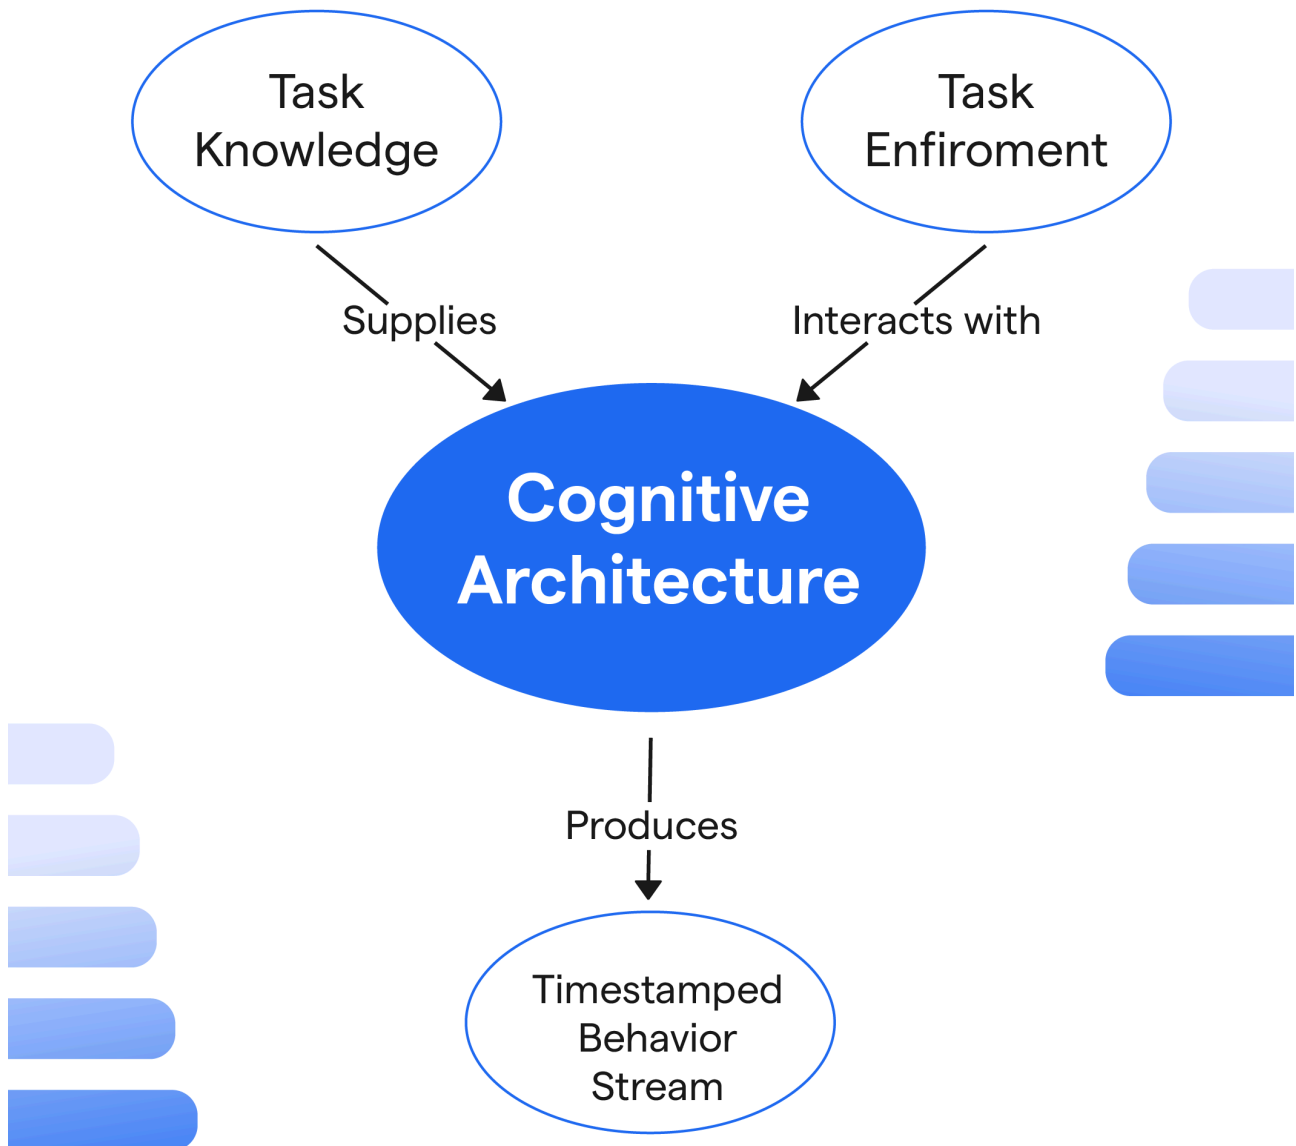 Task
Knowledge
Task
Enfiroment
Supplies
Interacts with
Cognitive
Architecture
Produces
Timestamped
Behavior
Stream